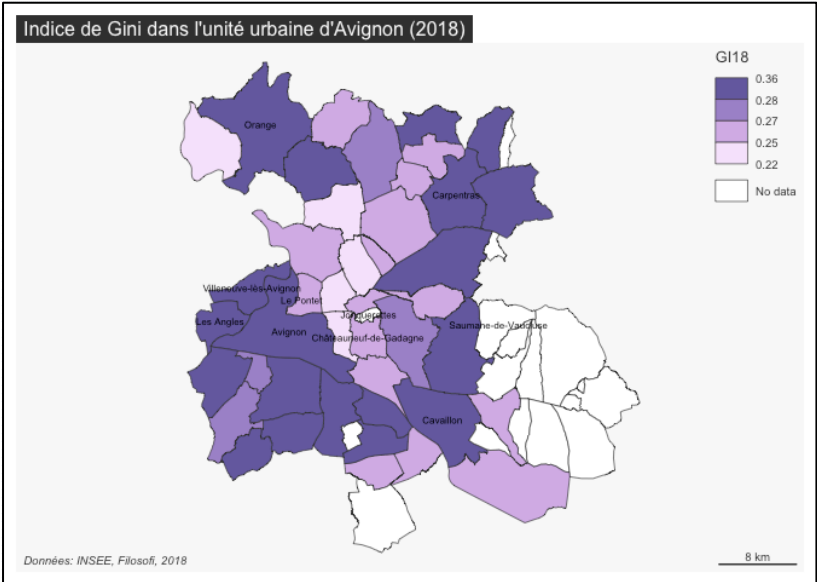 Indice de Gini dans l'unité urbaine d'Avignon (2018)
GI18
0.36
0.28
0.27
0.25
0.22
No data
Orange
Carpentras
Villeneuve-lès-Avignon
Le Pontet
Les Angles
Avignon
Jonquerettes
Châteauneuf-de-Gadagne
Saumane-de-Vaucluse
Cavaillon
Données: INSEE, Filosofi, 2018
8 km